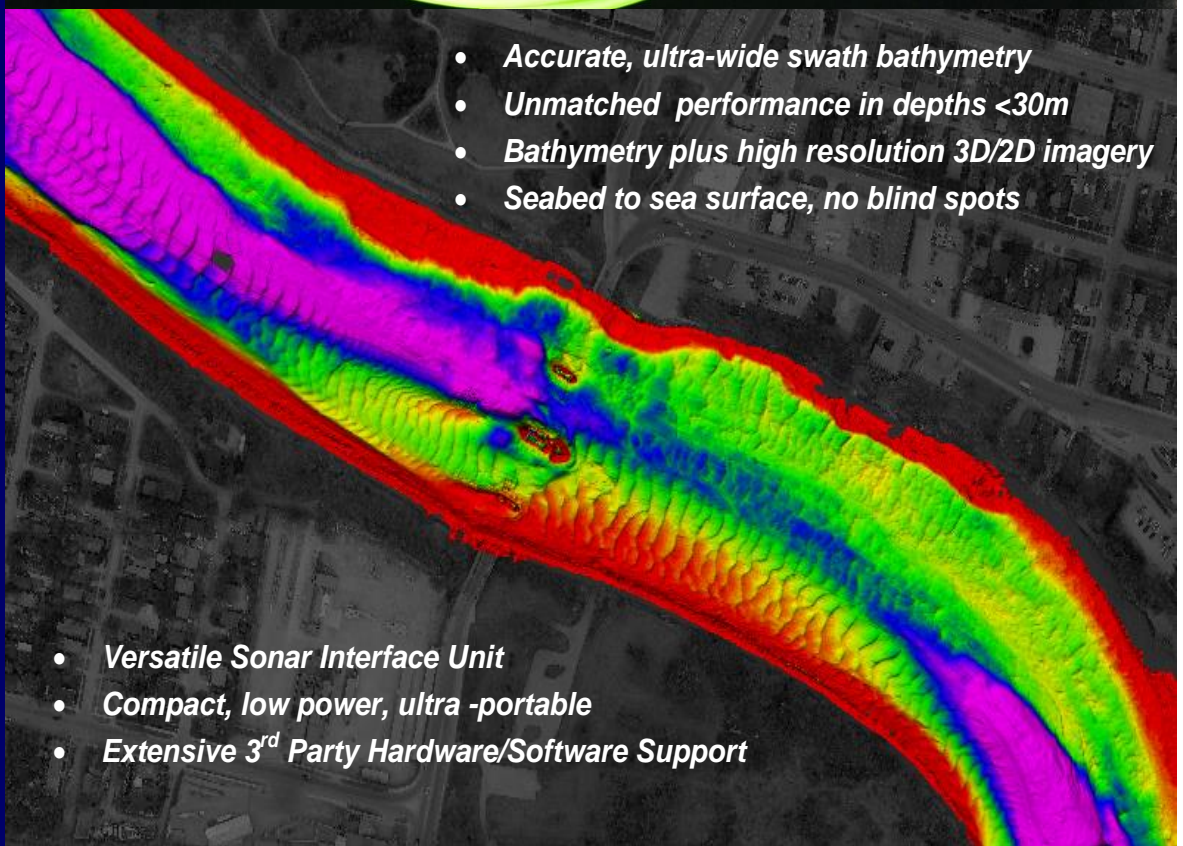 • Accurate, ultra-wide swath bathymetry
• Unmatched performance in depths <30m
• Bathymetry plus high resolution 3D/2D imagery
• Seabed to sea surface, no blind spots
• Versatile Sonar Interface Unit
• Compact, low power, ultra -portable
• Extensive 3rd Party Hardware/Software Support